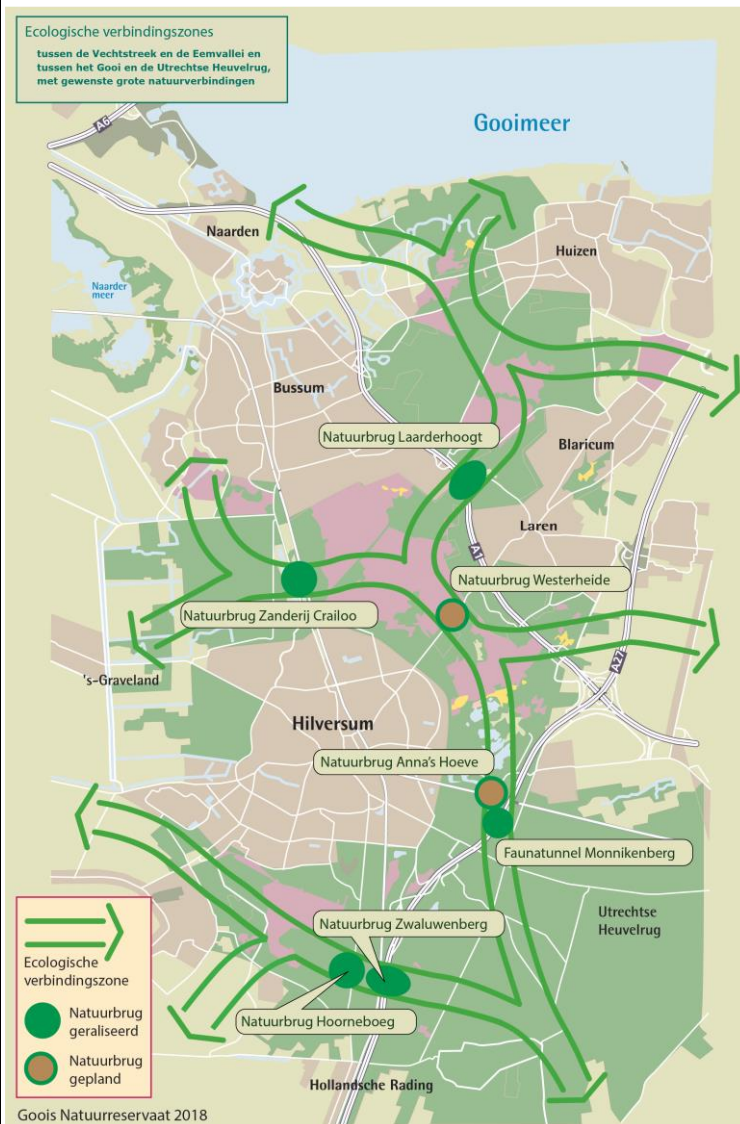 Ecologische verbindingszones
tussen de Vechtstreek en de Eemvallei en
tussen het Gooi en de Utrechtse Heuvelrug,
met gewenste grote natuurverbindingen
A6
Gooimeer
Naarden
Huizen
Naarder
meer
Bussum
Natuurbrug Laarderhoogt
Blaricum
Laren
A1
Natuurbrug Westerheide
Natuurbrug Zanderij Crailoo
A27
's-Graveland
Hilversum
Natuurbrug Anna's Hoeve
Faunatunnel Monnikenberg
Utrechtse
Heuvelrug
Natuurbrug Zwaluwenberg
Natuurbrug Hoorneboeg
Hollandsche Rading
Ecologische
verbindingszone
Natuurbrug
geraliseerd
Natuurbrug
gepland
Goois Natuurreservaat 2018